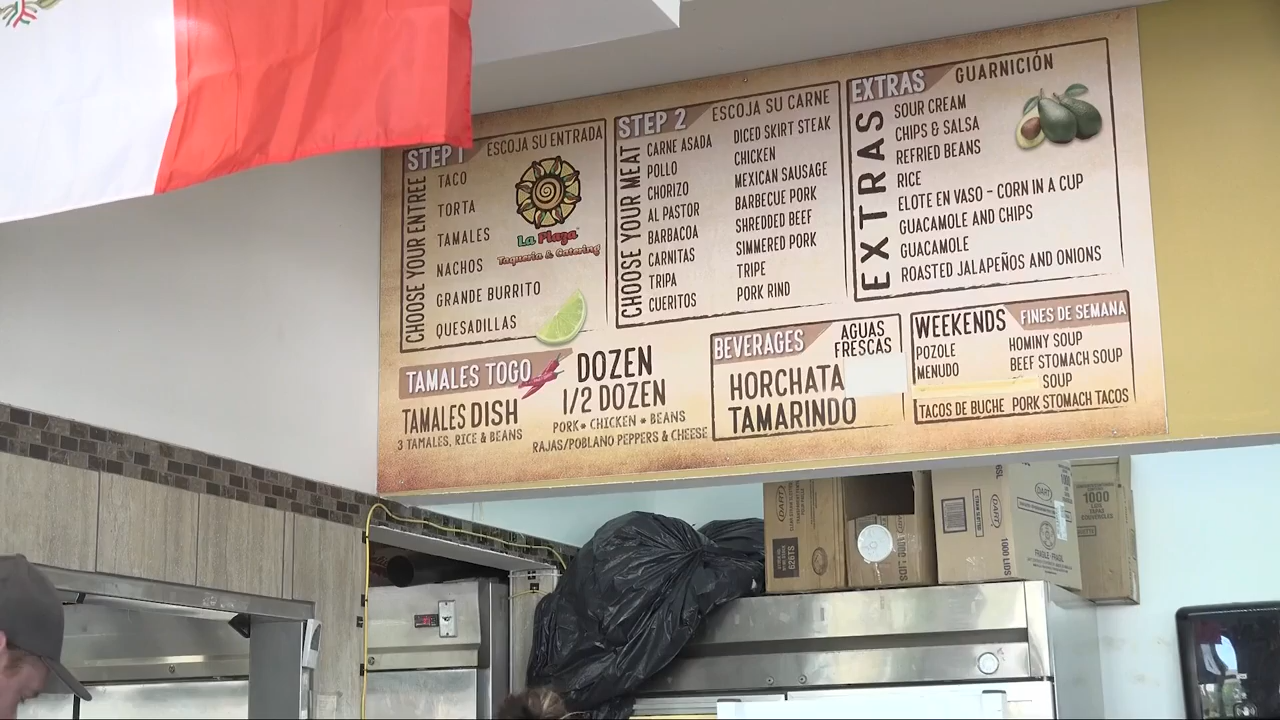 STEP 1 ESCOJA SU ENTRADA
CHOOSE YOUR ENTREE
TACO
TORTA
TAMALES
NACHOS
GRANDE BURRITO
QUESADILLAS
La Plaza
Taqueria & Catering
STEP 2 ESCOJA SU CARNE
CHOOSE YOUR MEAT
CARNE ASADA DICED SKIRT STEAK
POLLO CHICKEN
CHORIZO MEXICAN SAUSAGE
AL PASTOR BARBECUE PORK
BARBACOA SHREDDED BEEF
CARNITAS SIMMERED PORK
TRIPA TRIPE
CUERITOS PORK RIND
EXTRAS GUARNICIÓN
EXTRAS
SOUR CREAM
CHIPS & SALSA
REFRIED BEANS
RICE
ELOTE EN VASO - CORN IN A CUP
GUACAMOLE AND CHIPS
GUACAMOLE
ROASTED JALAPEÑOS AND ONIONS
TAMALES TOGO
TAMALES DISH
3 TAMALES, RICE & BEANS
DOZEN
1/2 DOZEN
PORK * CHICKEN * BEANS
RAJAS/POBLANO PEPPERS & CHEESE
BEVERAGES AGUAS FRESCAS
HORCHATA
TAMARINDO
WEEKENDS FINES DE SEMANA
POZOLE HOMINY SOUP
MENUDO BEEF STOMACH SOUP
SOUP
TACOS DE BUCHE PORK STOMACH TACOS
DART
626TS
DART
1000 LIDS
FRAGILE
1000
LIDS